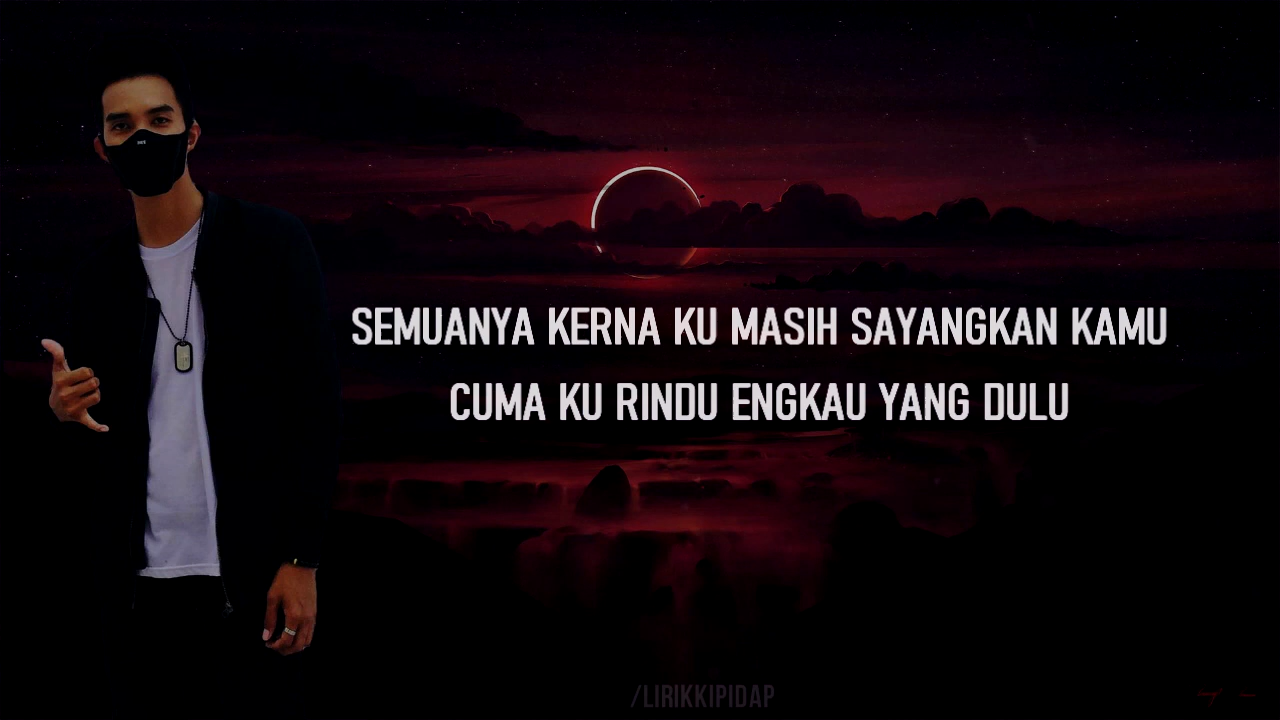 SEMUANYA KERNA KU MASIH SAYANGKAN KAMU
CUMA KU RINDU ENGKAU YANG DULU
/LIRIKKIPIDAP